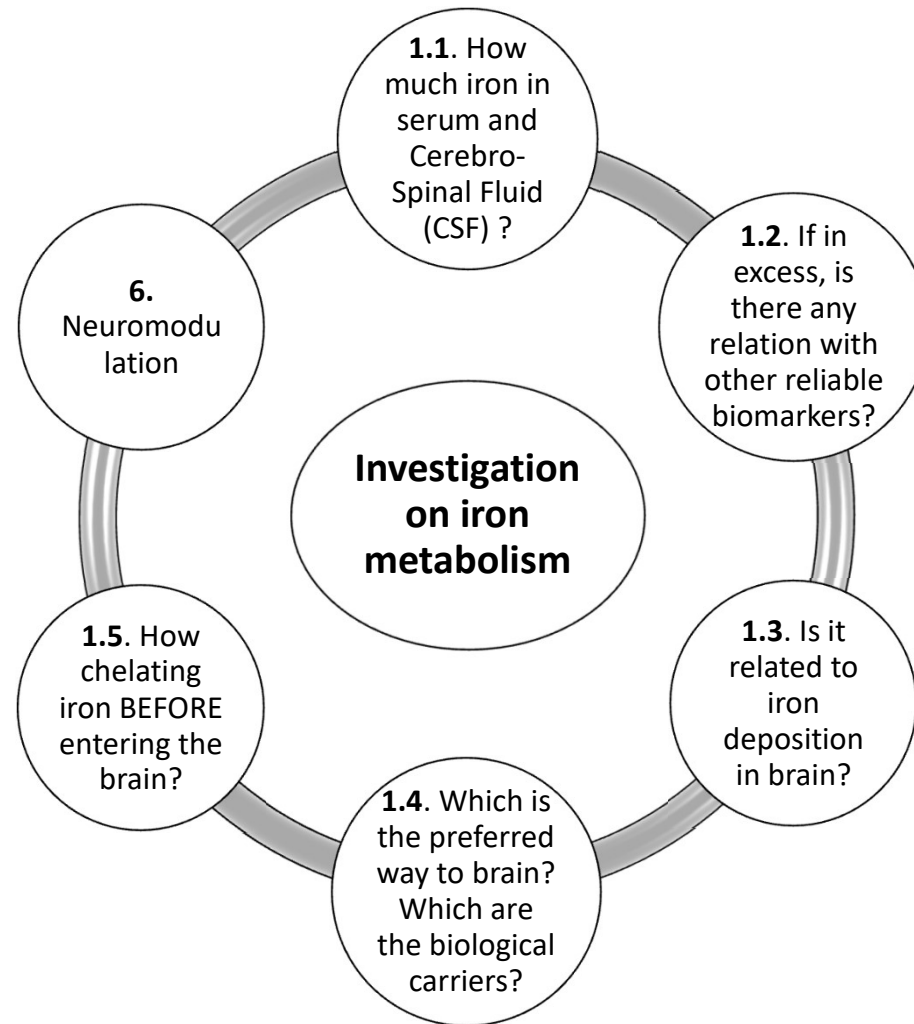 1.1. How
much iron in
serum and
Cerebro-
Spinal Fluid
(CSF) ?
1.2. If in
excess, is
there any
relation with
other reliable
biomarkers?
1.3. Is it
related to
iron
deposition
in brain?
1.4. Which is
the preferred
way to brain?
Which are
the biological
carriers?
1.5. How
chelating
iron BEFORE
entering the
brain?
6.
Neuromodu
lation
Investigation
on iron
metabolism